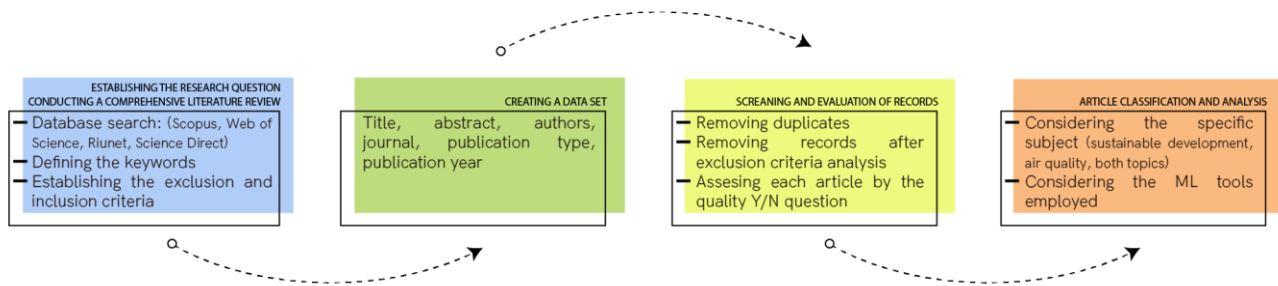 ESTABLISHING THE RESEARCH QUESTION
CONDUCTING A COMPREHENSIVE LITERATURE REVIEW
Database search: (Scopus, Web of
Science, Riunet, Science Direct)
Defining the keywords
Establishing the exclusion and
inclusion criteria
CREATING A DATA SET
Title, abstract, authors,
journal, publication type,
publication year
SCREANING AND EVALUATION OF RECORDS
Removing duplicates
Removing records after
exclusion criteria analysis
Assesing each article by the
quality Y/N question
ARTICLE CLASSIFICATION AND ANALYSIS
Considering the specific
subject (sustainable development,
air quality, both topics)
Considering the ML tools
employed